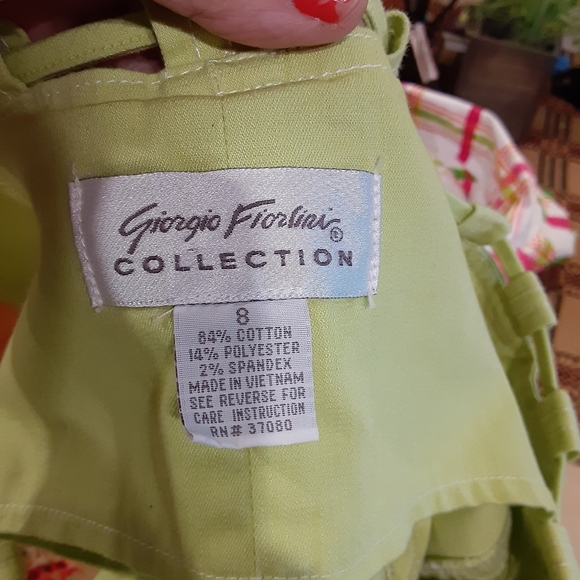 Giorgio Fiorlini®
COLLECTION
8
84% COTTON
14% POLYESTER
2% SPANDEX
MADE IN VIETNAM
SEE REVERSE FOR
CARE INSTRUCTION
RN# 37080